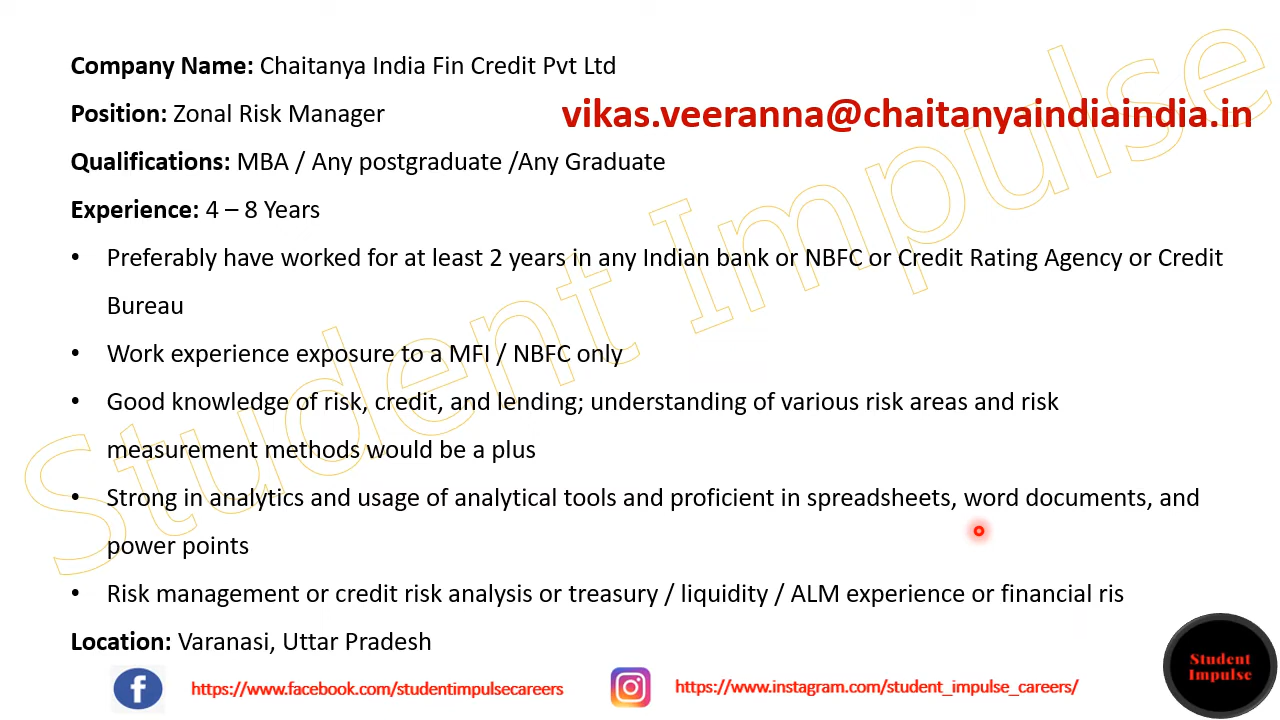 Company Name: Chaitanya India Fin Credit Pvt Ltd
Position: Zonal Risk Manager
vikas.veeranna@chaitanyaindiaindia.in
Qualifications: MBA / Any postgraduate /Any Graduate
Experience: 4 – 8 Years
• Preferably have worked for at least 2 years in any Indian bank or NBFC or Credit Rating Agency or Credit
Bureau
• Work experience exposure to a MFI / NBFC only
• Good knowledge of risk, credit, and lending; understanding of various risk areas and risk
measurement methods would be a plus
• Strong in analytics and usage of analytical tools and proficient in spreadsheets, word documents, and
power points
• Risk management or credit risk analysis or treasury / liquidity / ALM experience or financial ris
Location: Varanasi, Uttar Pradesh
https://www.facebook.com/studentimpulsecareers
https://www.instagram.com/student_impulse_careers/
Student
Impulse
Student Impulse